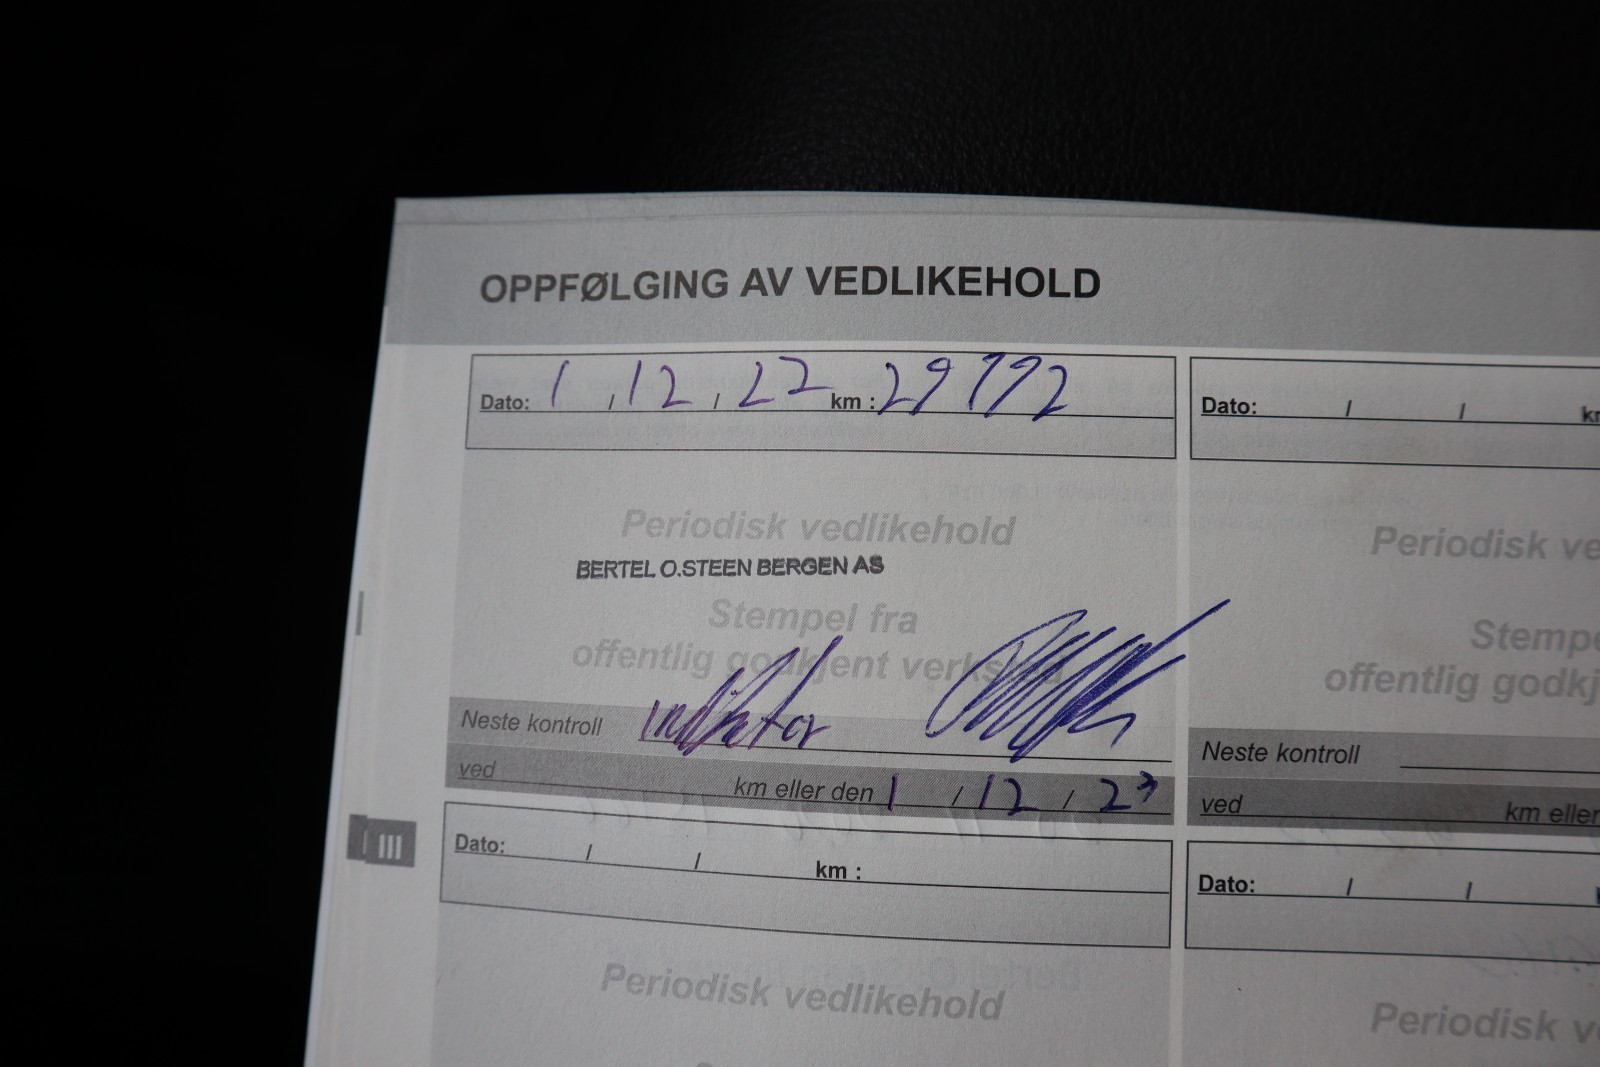 OPPFØLGING AV VEDLIKEHOLD
Dato: 1 / 12 / 22 km : 29792
Dato: / /
Periodisk vedlikehold
Periodisk
BERTEL O.STEEN BERGEN AS
Stempel fra
offentlig godkjent verksted
offentlig
Neste kontroll indikator
Neste kontroll
ved km eller den 1 / 12 / 23
ved km eller
III
Dato: / / km :
Dato: / /
Periodisk vedlikehold
Periodisk